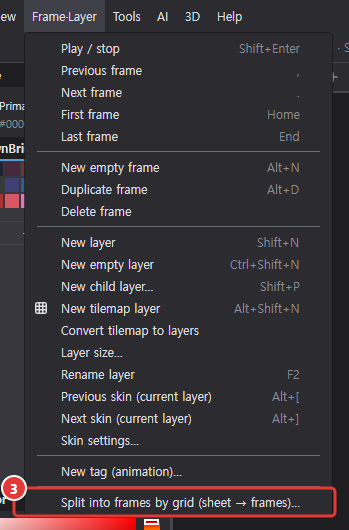 ew Frame·Layer Tools AI 3D Help
Play / stop Shift+Enter
Previous frame ,
Next frame .
First frame Home
Last frame End
Prima
#000
wnBri
New empty frame Alt+N
Duplicate frame Alt+D
Delete frame
New layer Shift+N
New empty layer Ctrl+Shift+N
New child layer... Shift+P
New tilemap layer Alt+Shift+N
Convert tilemap to layers
Layer size...
Rename layer F2
Previous skin (current layer) Alt+[
Next skin (current layer) Alt+]
Skin settings...
New tag (animation)...
3
Split into frames by grid (sheet → frames)...